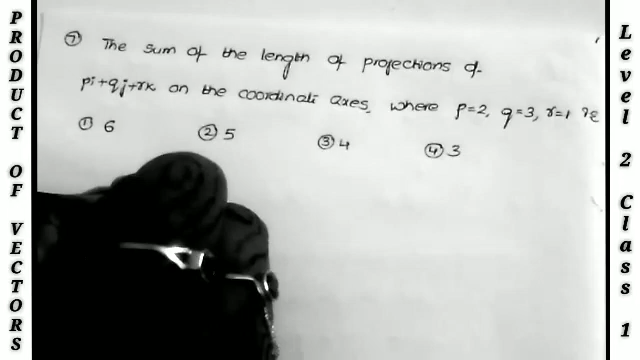 PRODUCT OF VECTORS
⑦ The sum of the length of projections of
pi+qj+rk on the coordinate axes, where p=2, q=3, r=1 is
① 6 ② 5 ③ 4 ④ 3
Level 2 Class 1